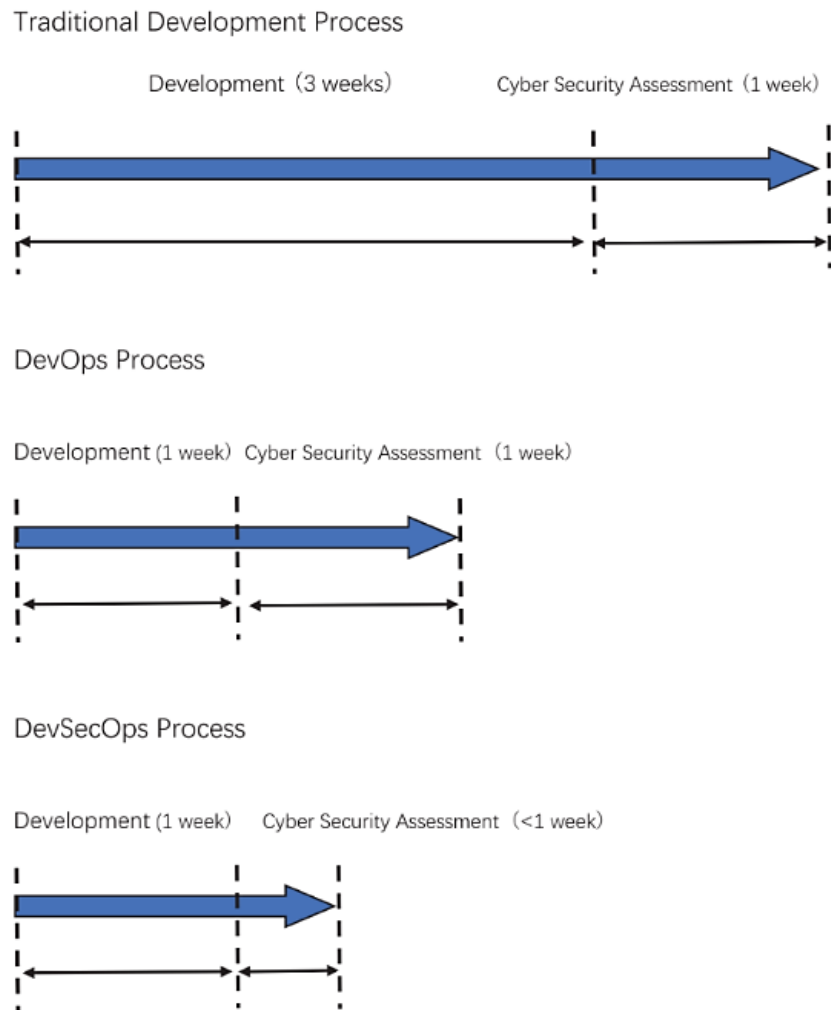 Traditional Development Process
Development（3 weeks） Cyber Security Assessment（1 week）
DevOps Process
Development (1 week) Cyber Security Assessment（1 week）
DevSecOps Process
Development (1 week) Cyber Security Assessment（<1 week）